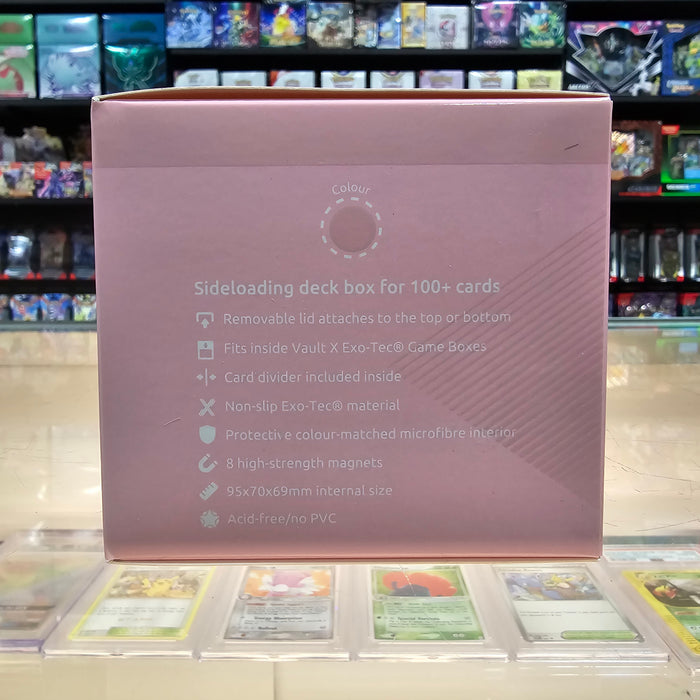 Colour
Sideloading deck box for 100+ cards
Removable lid attaches to the top or bottom
Fits inside Vault X Exo-Tec® Game Boxes
Card divider included inside
Non-slip Exo-Tec® material
Protective colour-matched microfibre interior
8 high-strength magnets
95x70x69mm internal size
Acid-free/no PVC